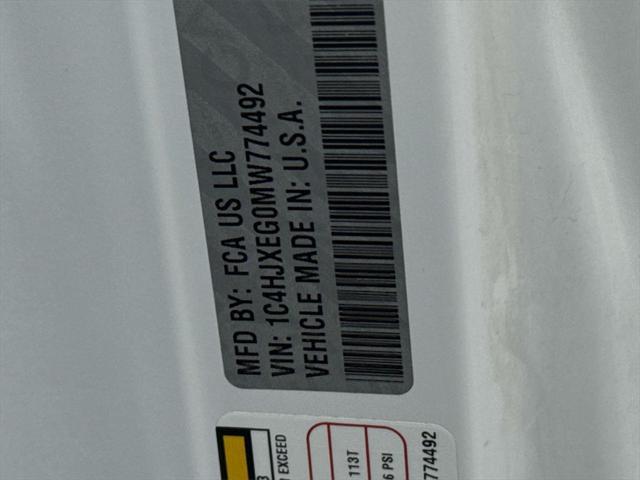 MFD BY: FCA US LLC
VIN: 1C4HJXEG0MW774492
VEHICLE MADE IN: U.S.A.
EXCEED
113T
PSI
774492